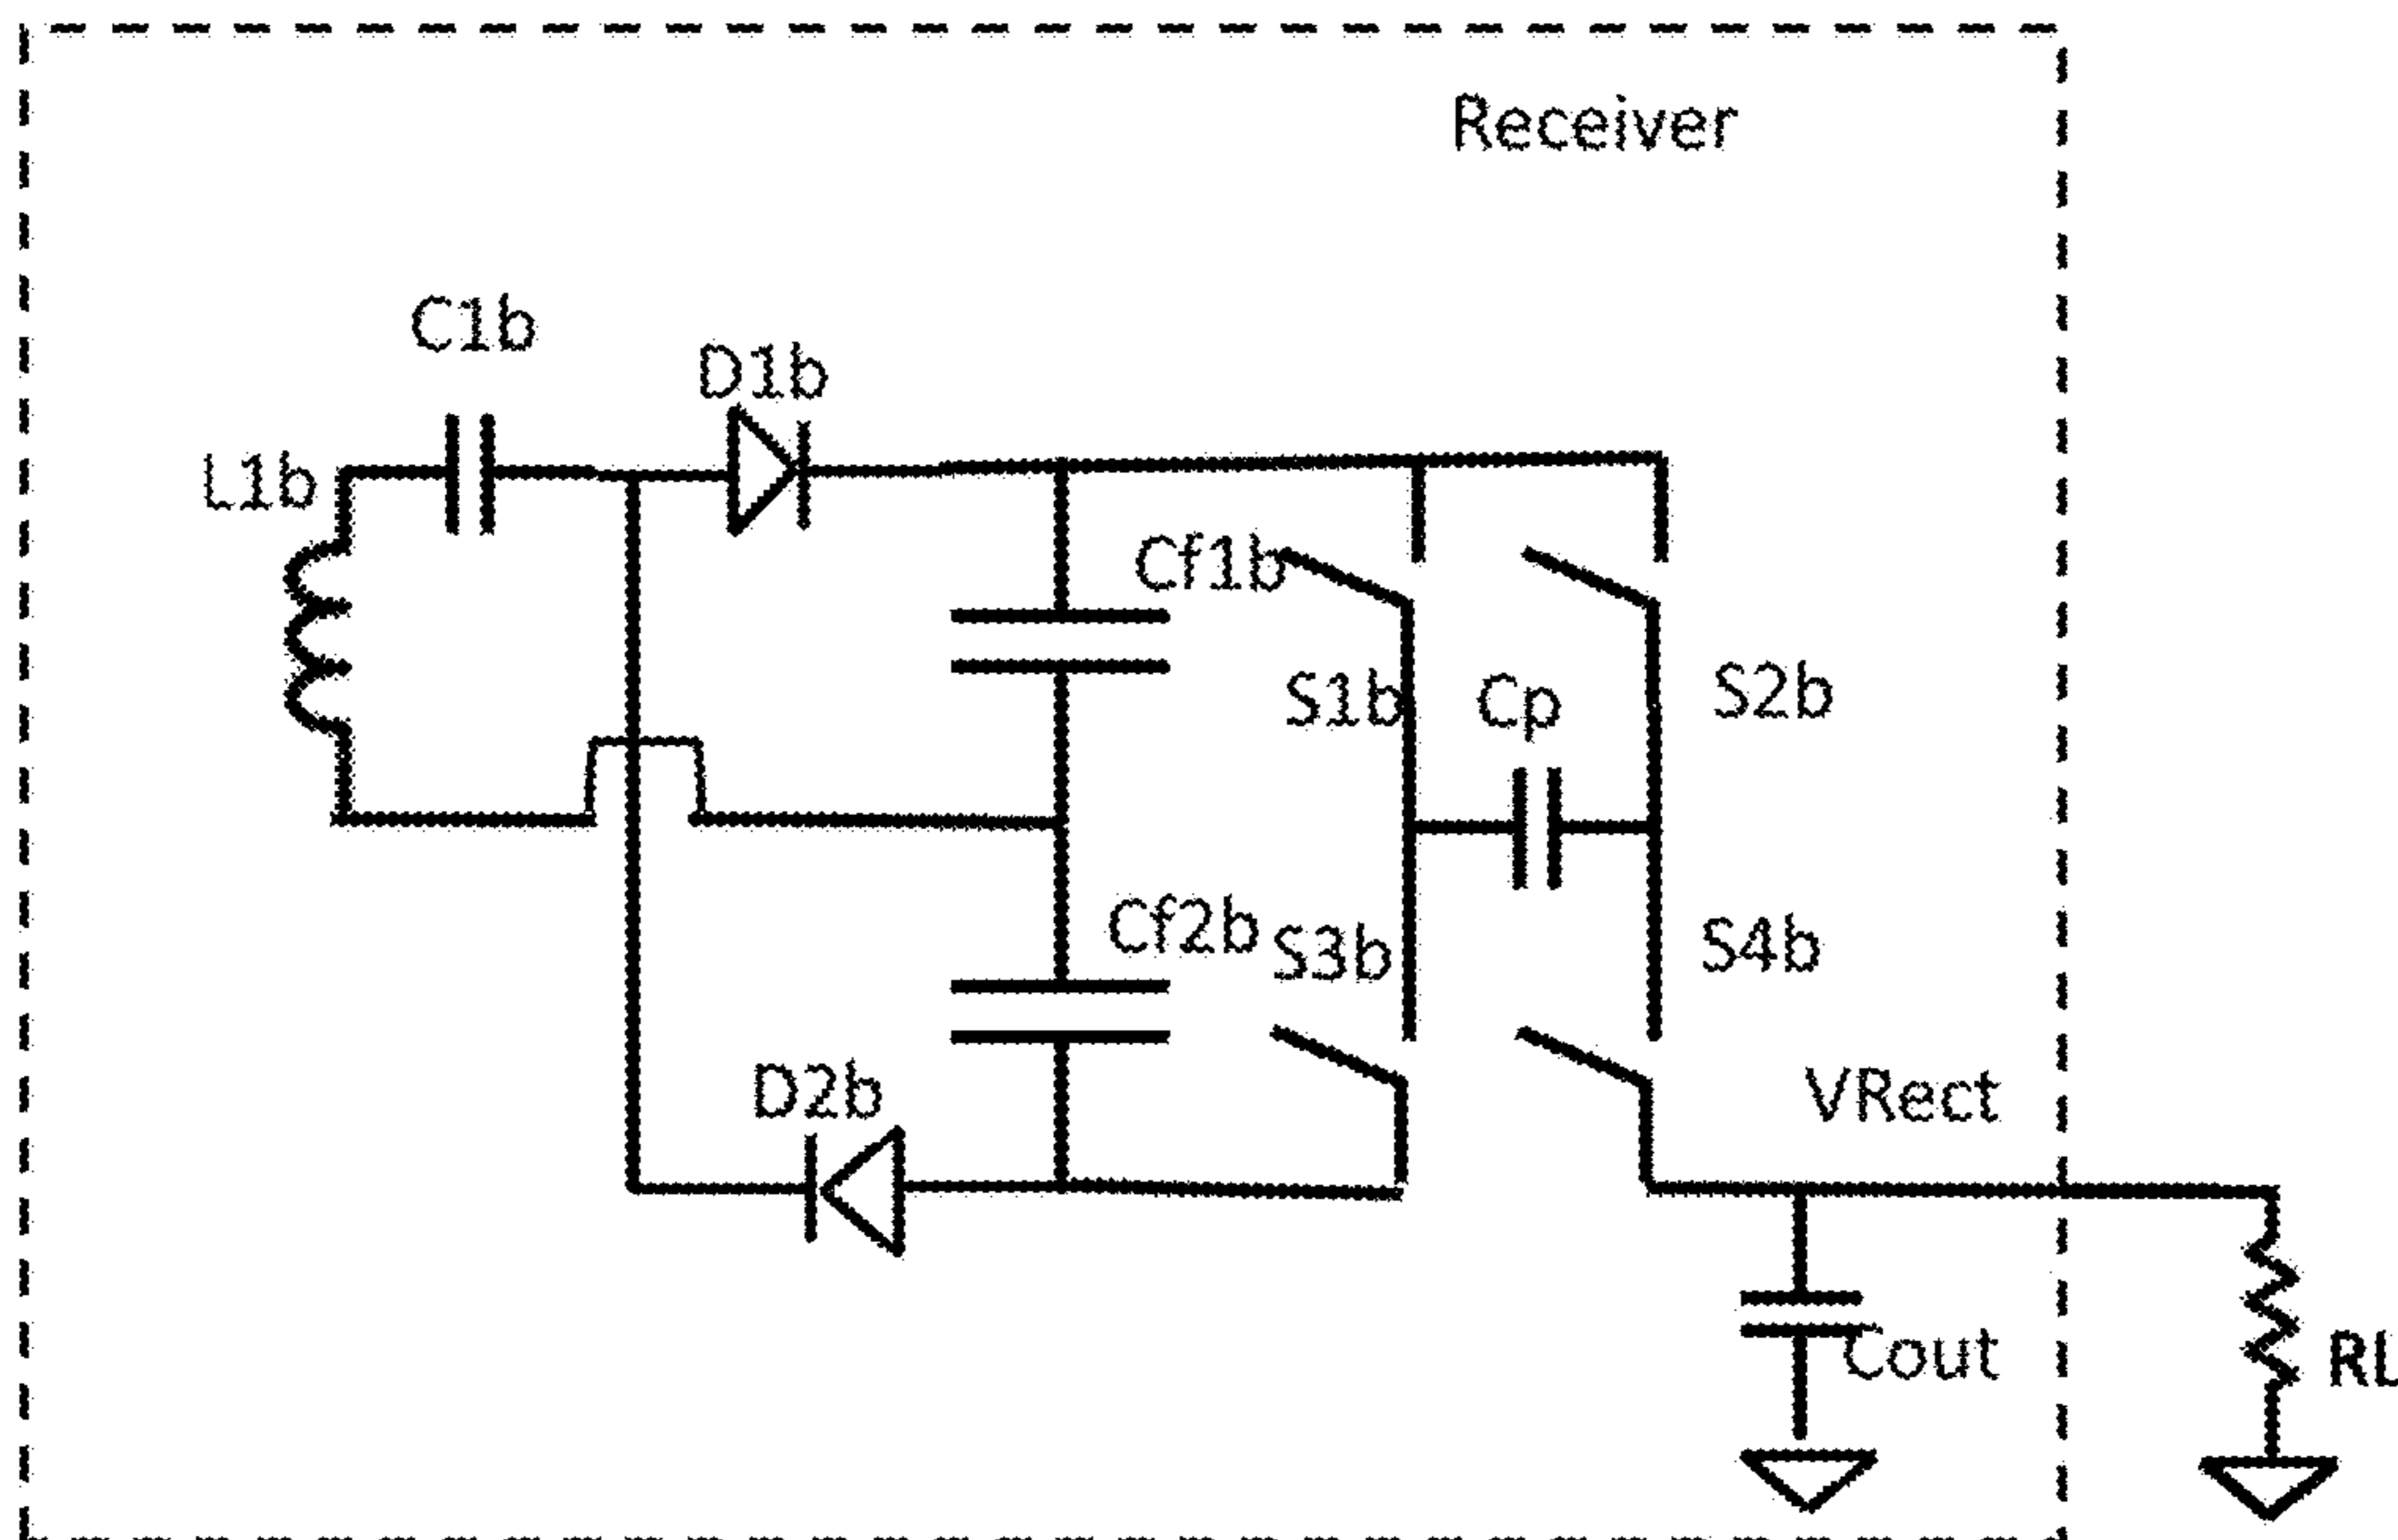 Receiver
C1b
D1b
L1b
Cf1b
S1b
Cp
S2b
Cf2b
S3b
S4b
D2b
VRect
Cout
RL